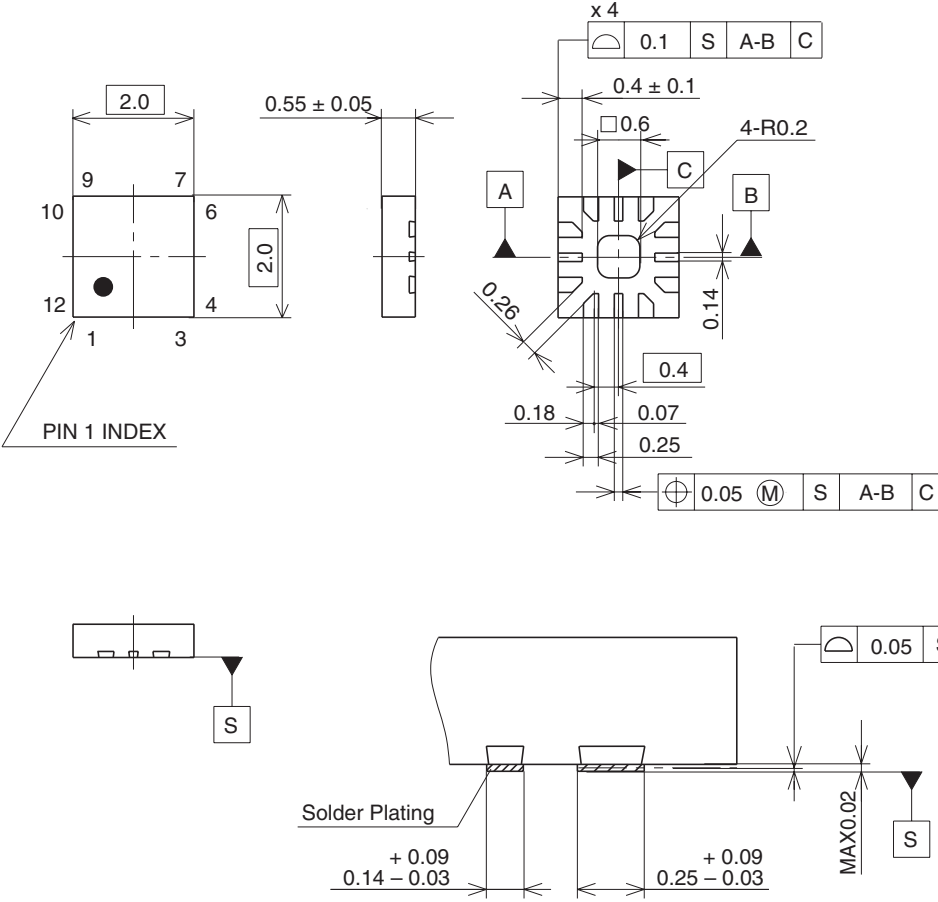 x 4
0.1 S A-B C
2.0
0.55 ± 0.05
0.4 ± 0.1
□0.6
4-R0.2
C
A
B
9 7
10 6
2.0
12 4
1 3
0.26
0.14
0.4
0.18 0.07
0.25
PIN 1 INDEX
0.05 Ⓜ S A-B C
S
0.05
Solder Plating
MAX0.02
S
+ 0.09
0.14 – 0.03
+ 0.09
0.25 – 0.03